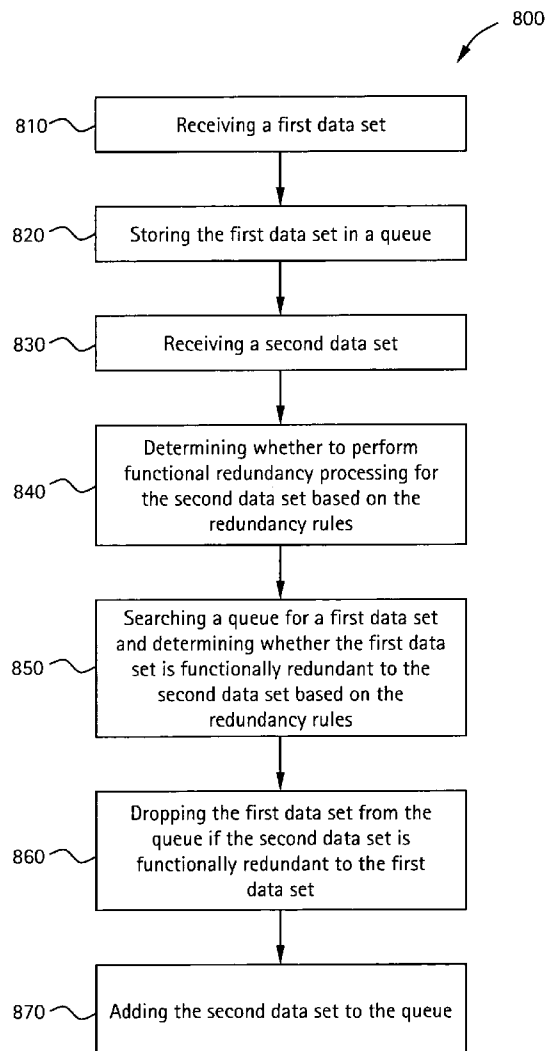 800
810
Receiving a first data set
820
Storing the first data set in a queue
830
Receiving a second data set
840
Determining whether to perform
functional redundancy processing for
the second data set based on the
redundancy rules
850
Searching a queue for a first data set
and determining whether the first data
set is functionally redundant to the
second data set based on the
redundancy rules
860
Dropping the first data set from the
queue if the second data set is
functionally redundant to the first
data set
870
Adding the second data set to the queue